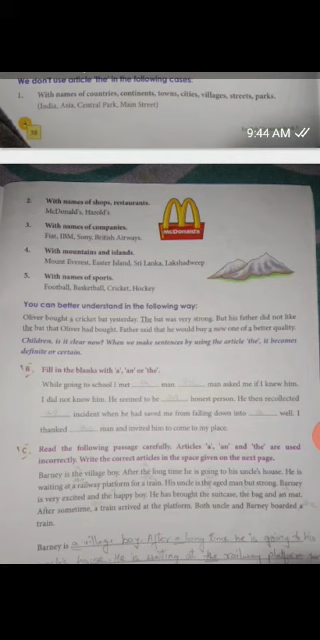 We don't use article 'the' in the following cases:
1. With names of countries, continents, towns, cities, villages, streets, parks.
(India, Asia, Central Park, Main Street)
38
9:44 AM
2. With names of shops, restaurants.
McDonald's, Harrid's
McDonald's
3. With names of companies.
Fiat, IBM, Sony, British Airways.
4. With mountains and islands.
Mount Everest, Easter Island, Sri Lanka, Lakshadweep
5. With names of sports.
Football, Basketball, Cricket, Hockey
You can better understand in the following way:
Oliver bought a cricket bat yesterday. The bat was very strong. But his father did not like
the bat that Oliver had bought. Father said that he would buy a new one of a better quality.
Children, is it clear now? When we make sentences by using the article 'the', it becomes
definite or certain.
B. Fill in the blanks with 'a', 'an' or 'the'.
While going to school I met man. man asked me if I knew him.
I did not know him. He seemed to be an honest person. He then recollected
incident when he had saved me from falling down into a well. I
thanked man and invited him to come to my place.
C. Read the following passage carefully. Articles 'a', 'an' and 'the' are used
incorrectly. Write the correct articles in the space given on the next page.
Barney is the village boy. After the long time he is going to his uncle's house. He is
waiting at a railway platform for a train. His uncle is the aged man but strong. Barney
is very excited and the happy boy. He has brought the suitcase, the bag and an mat.
After sometime, a train arrived at the platform. Both uncle and Barney boarded a
train.
Barney is a village boy. After a long time he is going to his
house. He is waiting at the railway platform